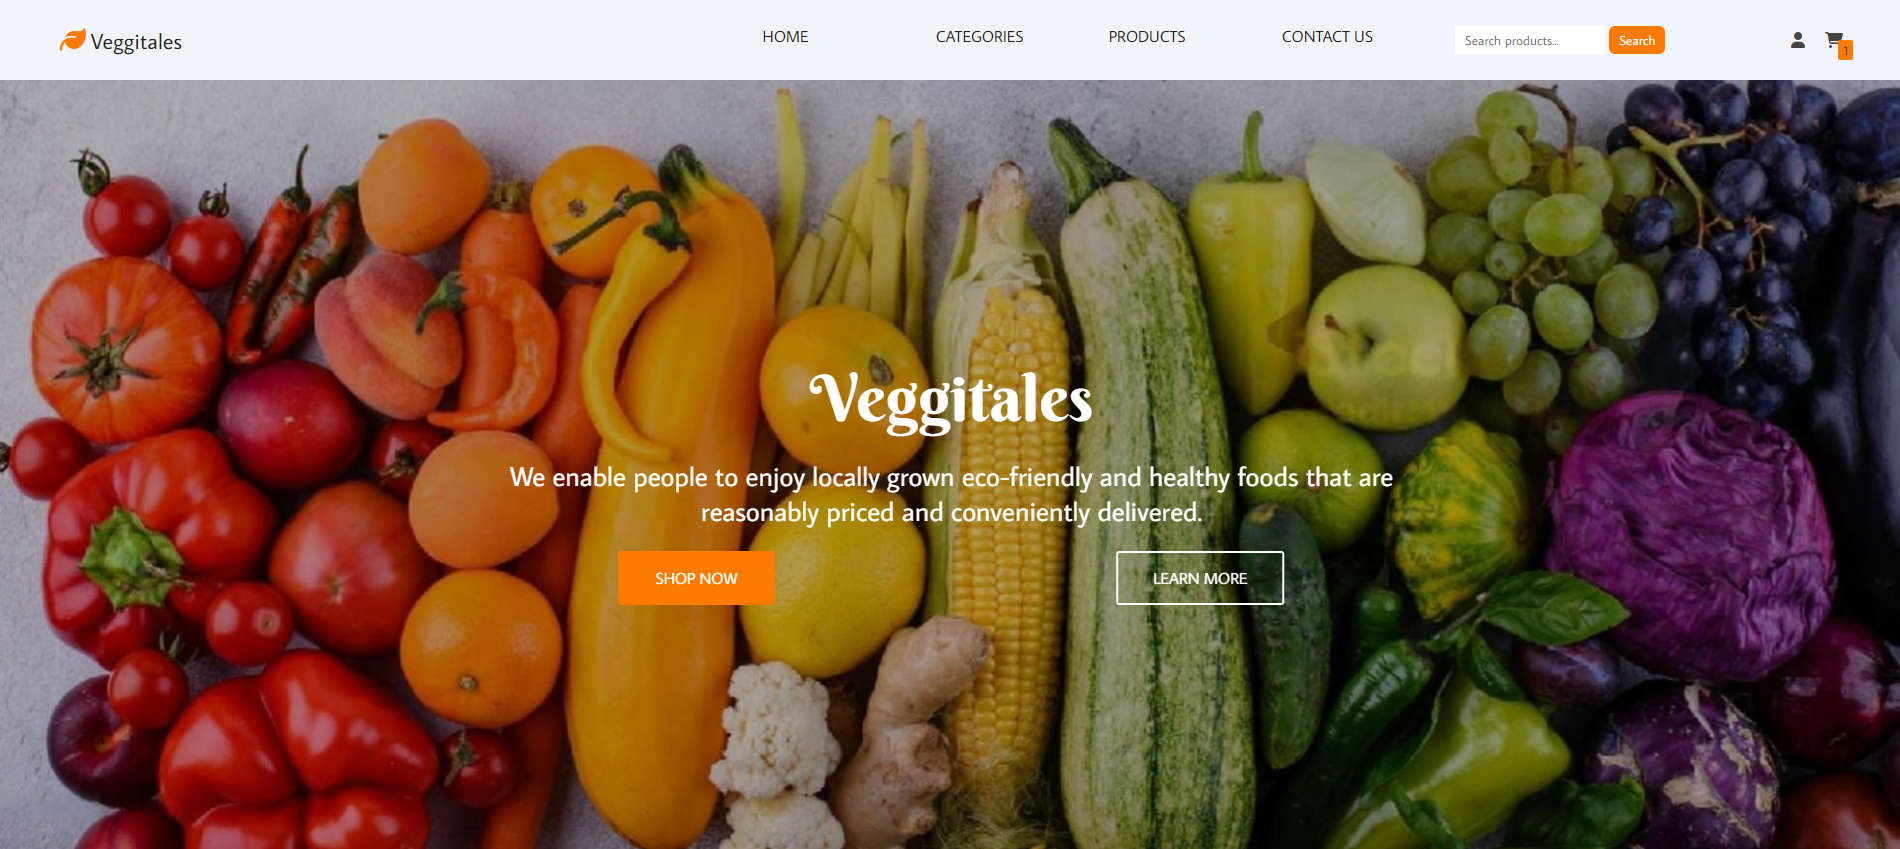 Veggitales
HOME
CATEGORIES
PRODUCTS
CONTACT US
Search products...
Search
1
Veggitales
We enable people to enjoy locally grown eco-friendly and healthy foods that are
reasonably priced and conveniently delivered.
SHOP NOW
LEARN MORE